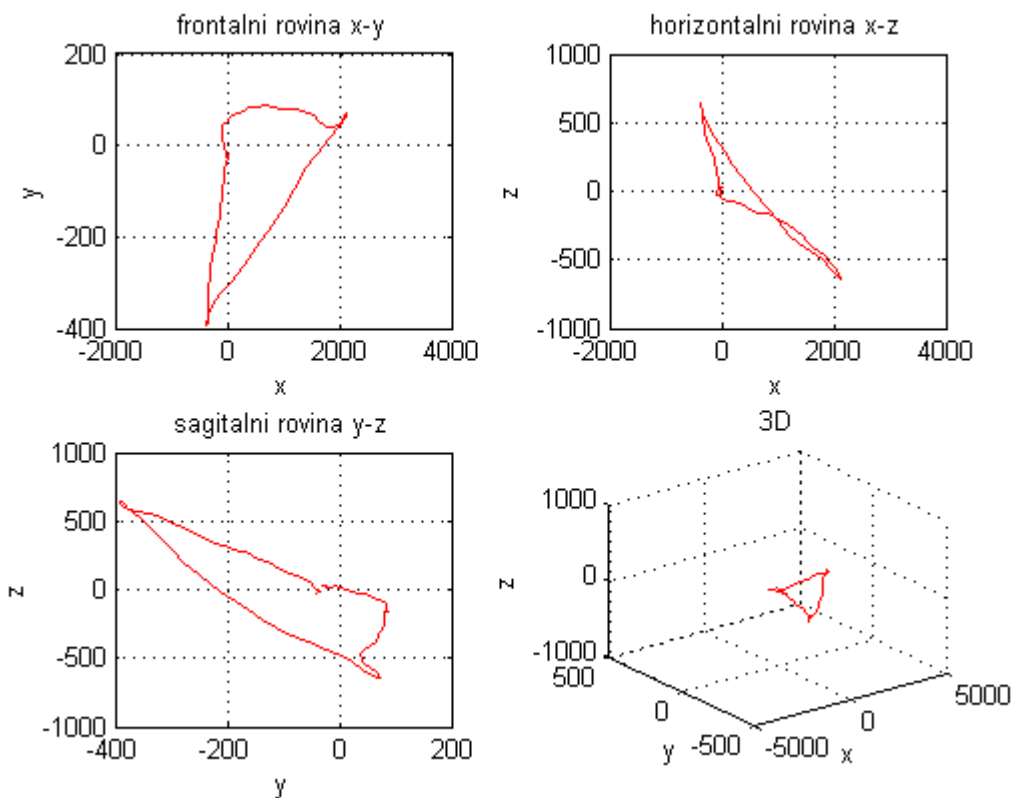 frontalni rovina x-y
200
0
-200
-400
y
-2000 0 2000 4000
x
horizontalni rovina x-z
1000
500
0
-500
-1000
z
-2000 0 2000 4000
x
sagitalni rovina y-z
1000
500
0
-500
-1000
z
-400 -200 0 200
y
3D
1000
0
-1000
z
500
0
-500
y
-5000
0
5000
x